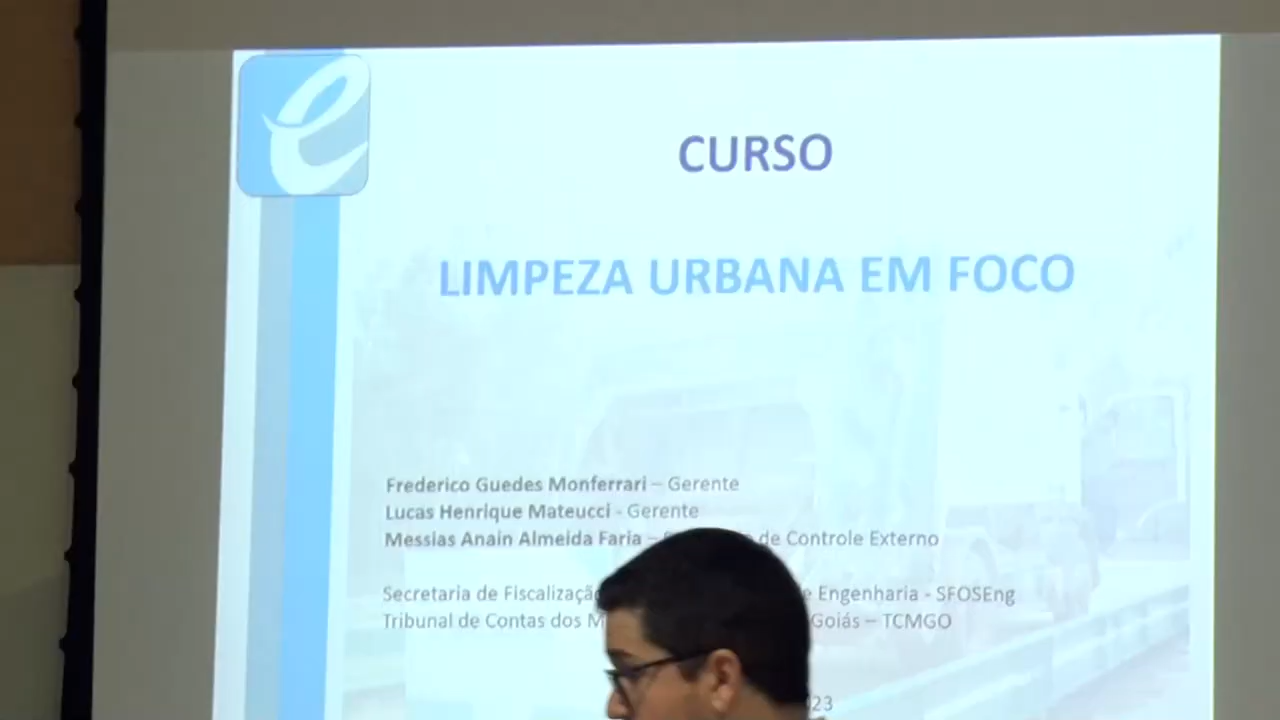 CURSO
LIMPEZA URBANA EM FOCO
Frederico Guedes Monferrari – Gerente
Lucas Henrique Mateucci - Gerente
Messias Anain Almeida Faria – de Controle Externo
Secretaria de Fiscalização e Engenharia - SFOSEng
Tribunal de Contas dos M Goiás – TCMGO
23